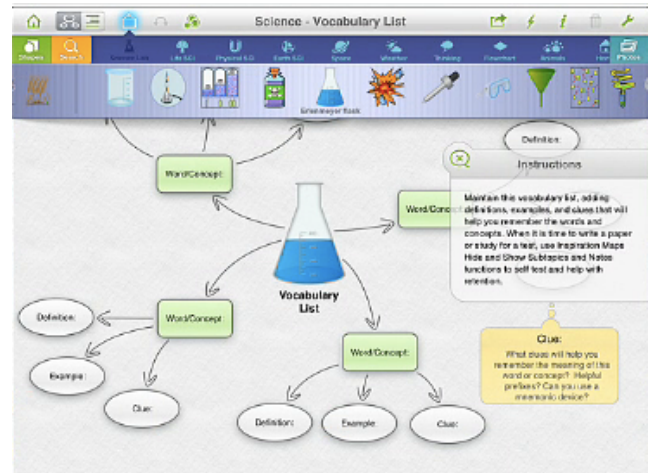 Science - Vocabulary List
Shapes
Search
Science Lab
Life Sci.
Physical Sci.
Earth Sci.
Space
Weather
Thinking
Flowchart
Animals
Photos
Erlenmeyer flask
Definition:
Word/Concept:
Instructions
Maintain this vocabulary list, adding
definitions, examples, and clues that will
help you remember the words and
concepts. When it is time to write a paper
or study for a test, use Inspiration Maps
Hide and Show Subtopics and Notes
functions to self test and help with
retention.
Word/Concept
Vocabulary
List
Definition:
Word/Concept:
Example:
Clue:
Word/Concept:
Definition:
Example:
Clue:
Clue:
What clues will help you
remember the meaning of this
word or concept? Helpful
prefixes? Can you use a
mnemonic device?